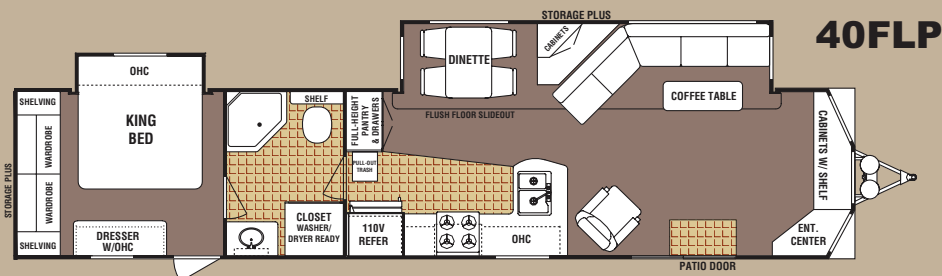 STORAGE PLUS
40FLP
CABINETS
DINETTE
OHC
COFFEE TABLE
SHELVING
SHELF
KING
BED
FULL-HEIGHT
PANTRY
& DRAWERS
FLUSH FLOOR SLIDEOUT
WARDROBE
STORAGE PLUS
WARDROBE
PULL-OUT
TRASH
CABINETS W/ SHELF
SHELVING
DRESSER
W/OHC
CLOSET
WASHER/
DRYER READY
110V
REFER
OHC
ENT.
CENTER
PATIO DOOR